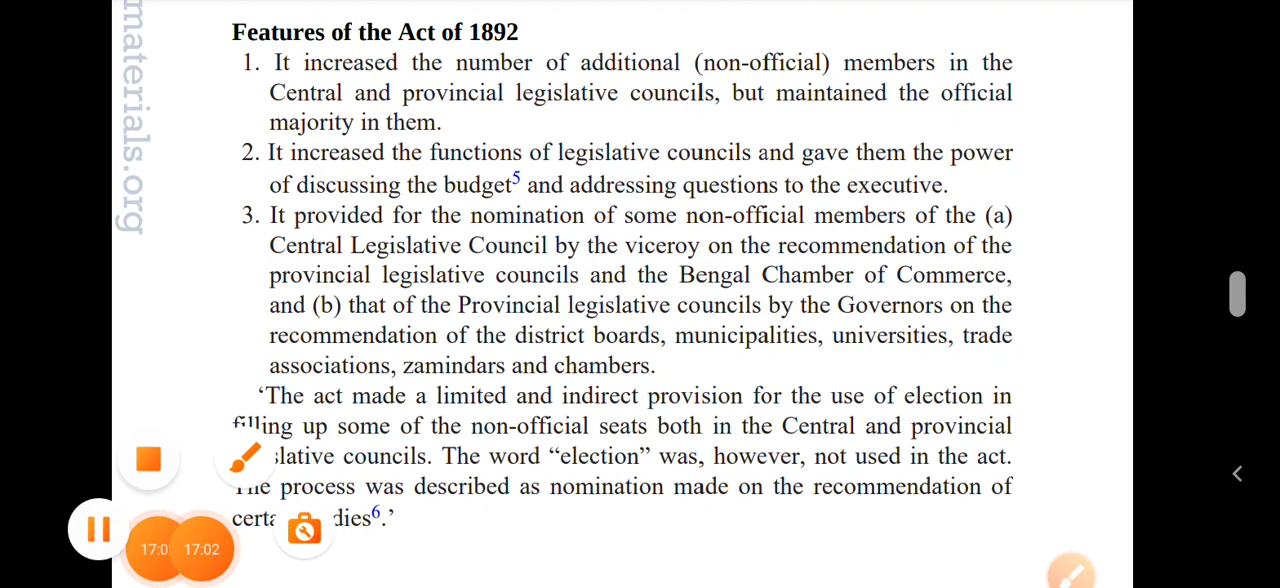 materials.org
Features of the Act of 1892
1. It increased the number of additional (non-official) members in the
Central and provincial legislative councils, but maintained the official
majority in them.
2. It increased the functions of legislative councils and gave them the power
of discussing the budget5 and addressing questions to the executive.
3. It provided for the nomination of some non-official members of the (a)
Central Legislative Council by the viceroy on the recommendation of the
provincial legislative councils and the Bengal Chamber of Commerce,
and (b) that of the Provincial legislative councils by the Governors on the
recommendation of the district boards, municipalities, universities, trade
associations, zamindars and chambers.
‘The act made a limited and indirect provision for the use of election in
filling up some of the non-official seats both in the Central and provincial
slative councils. The word “election” was, however, not used in the act.
The process was described as nomination made on the recommendation of
certa dies6.’
17:0 17:02